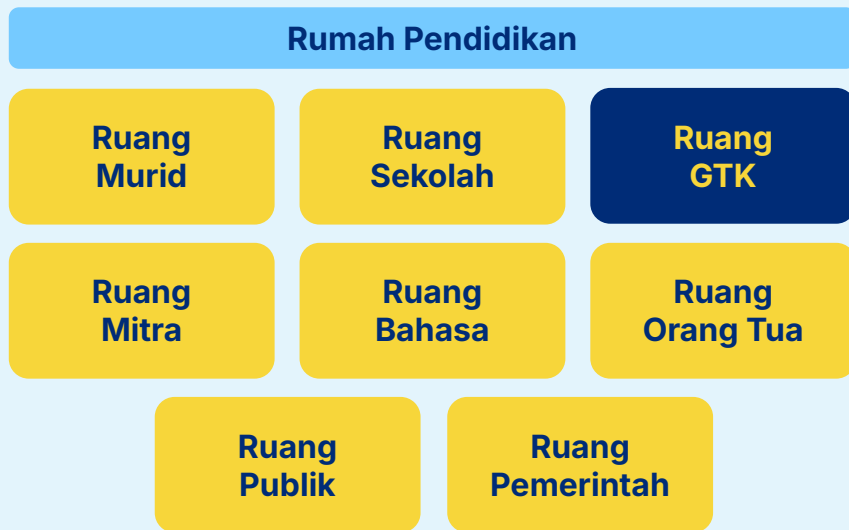 Rumah Pendidikan
Ruang
Murid
Ruang
Sekolah
Ruang
GTK
Ruang
Mitra
Ruang
Bahasa
Ruang
Orang Tua
Ruang
Publik
Ruang
Pemerintah